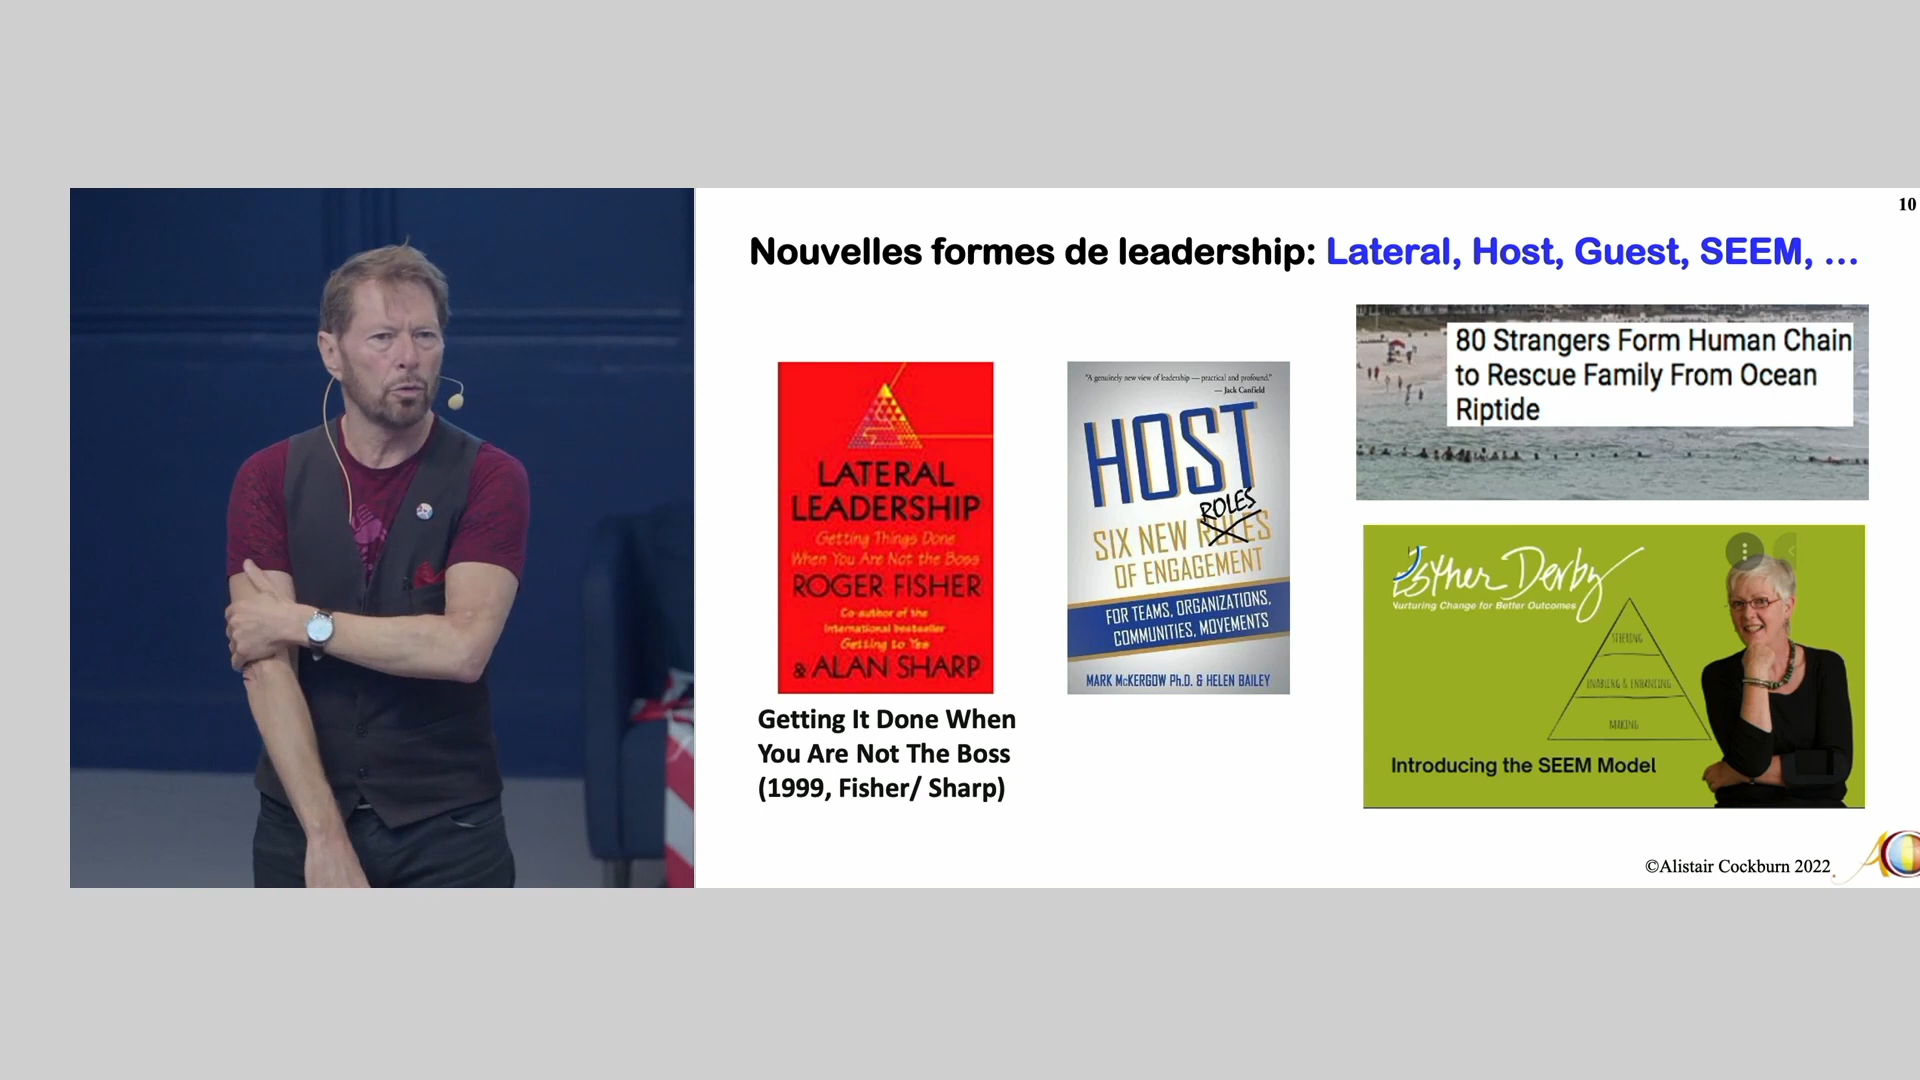 10
Nouvelles formes de leadership: Lateral, Host, Guest, SEEM, ...
LATERAL
LEADERSHIP
Getting Things Done
When You Are Not the Boss
ROGER FISHER
Co-author of the
International bestseller
Getting to Yes
& ALAN SHARP
Getting It Done When
You Are Not The Boss
(1999, Fisher/ Sharp)
"A genuinely new view of leadership — practical and profound."
— Jack Canfield
HOST
ROLES
SIX NEW RULES
OF ENGAGEMENT
FOR TEAMS, ORGANIZATIONS,
COMMUNITIES, MOVEMENTS
MARK McKERGOW Ph.D. & HELEN BAILEY
80 Strangers Form Human Chain
to Rescue Family From Ocean
Riptide
Esther Derby
Nurturing Change for Better Outcomes
STEERING
ENABLING & ENHANCING
MAKING
Introducing the SEEM Model
©Alistair Cockburn 2022